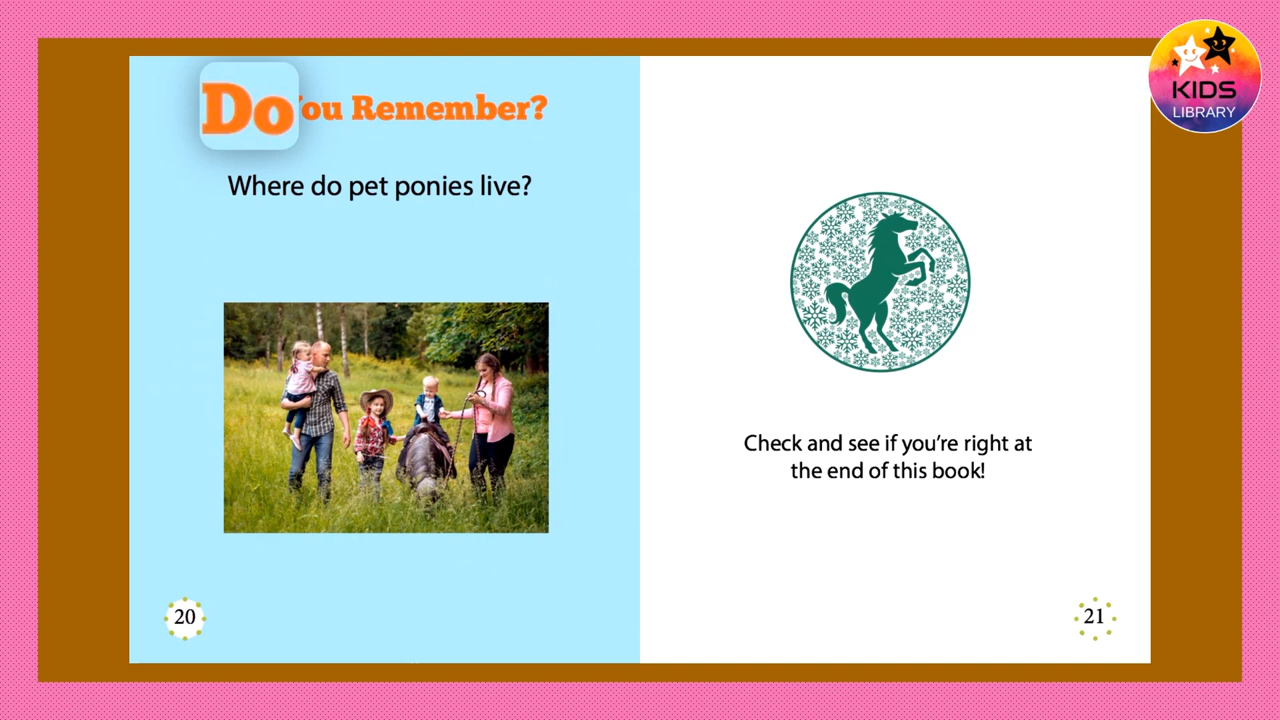 Do You Remember?
Where do pet ponies live?
20
Check and see if you're right at
the end of this book!
21
KIDS
LIBRARY